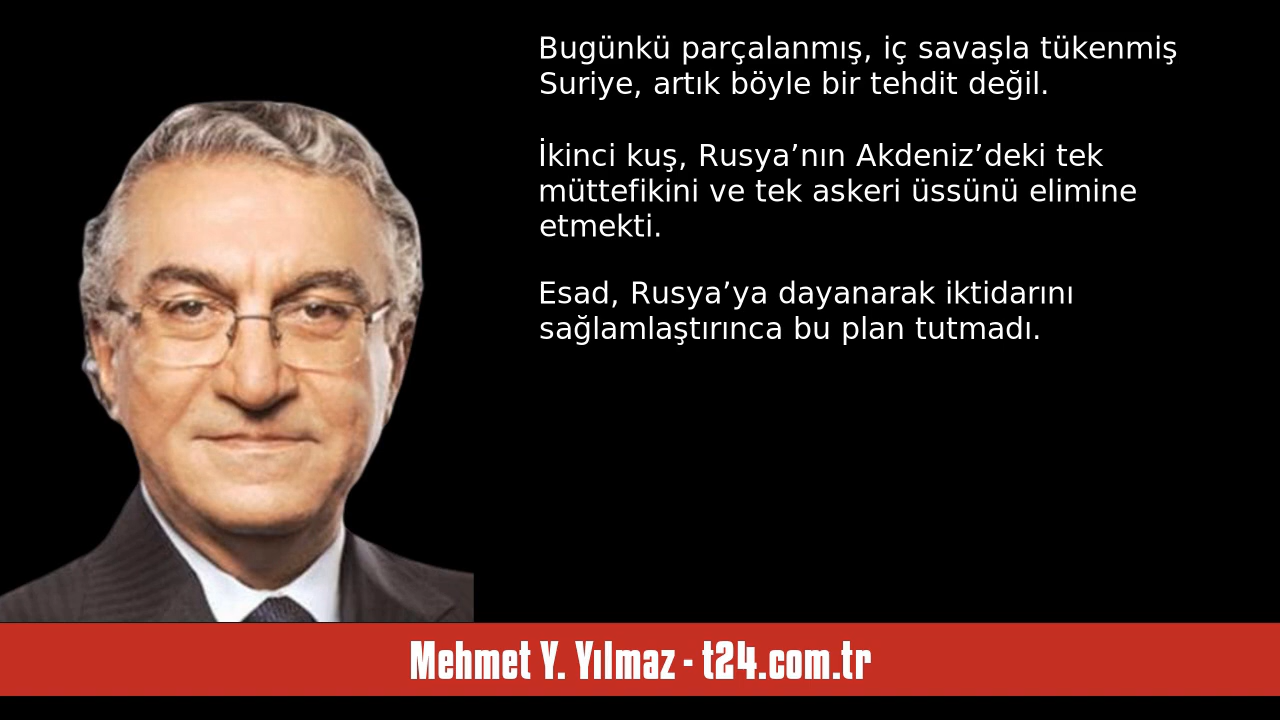 Bugünkü parçalanmış, iç savaşla tükenmiş
Suriye, artık böyle bir tehdit değil.
İkinci kuş, Rusya’nın Akdeniz’deki tek
müttefikini ve tek askeri üssünü elimine
etmekti.
Esad, Rusya’ya dayanarak iktidarını
sağlamlaştırınca bu plan tutmadı.
Mehmet Y. Yılmaz - t24.com.tr